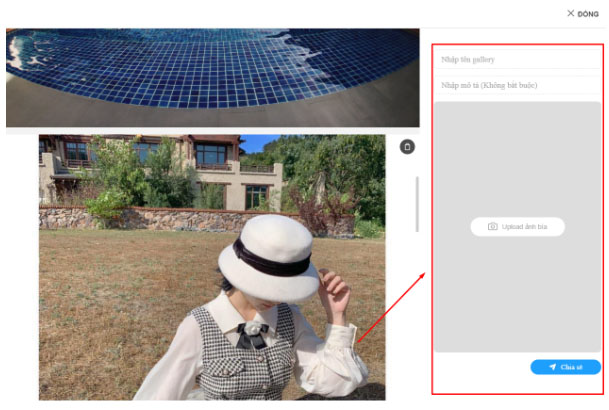 ĐÓNG
Nhập tên gallery
Nhập mô tả (Không bắt buộc)
Upload ảnh bìa
Chia sẻ